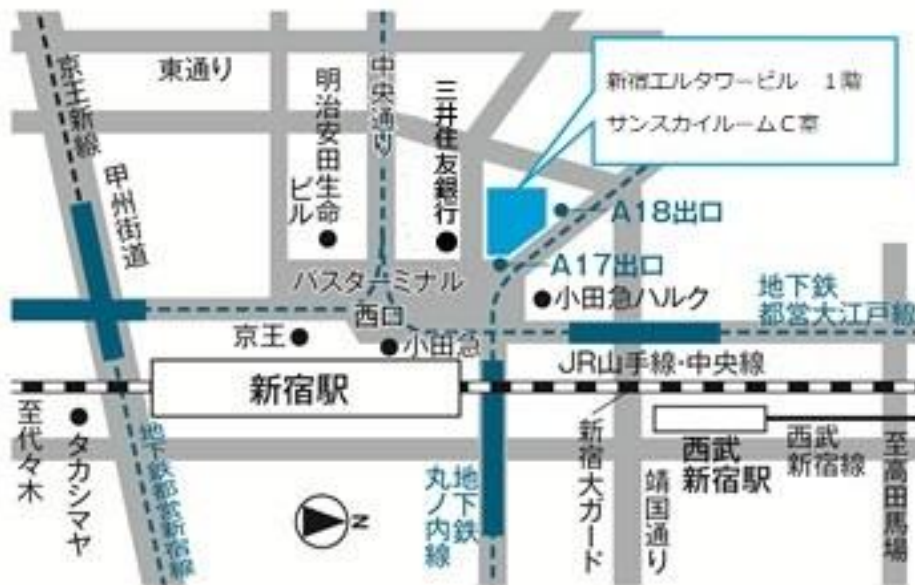 新宿エルタワービル 1階
サンスカイルームC室
東通り
京王新線
甲州街道
明治安田生命
ビル
中央通り
三井住友銀行
A18出口
A17出口
バスターミナル
小田急ハルク
地下鉄
都営大江戸線
西口
京王
小田急
JR山手線・中央線
新宿駅
至代々木
タカシマヤ
地下鉄都営新宿線
N
地下鉄
丸ノ内線
新宿大ガード
靖国通り
西武
新宿駅
西武
新宿線
至高田馬場